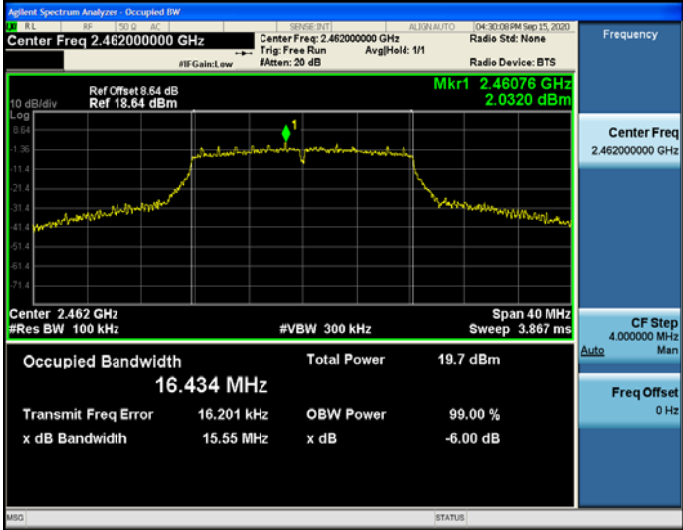 Agilent Spectrum Analyzer - Occupied BW
RL RF 50 Ω AC SENSE:INT ALIGN AUTO 04:30:08 PM Sep 15, 2020
Center Freq 2.462000000 GHz
Center Freq: 2.462000000 GHz
Radio Std: None
Trig: Free Run Avg|Hold: 1/1
#IFGain:Low
#Atten: 20 dB
Radio Device: BTS
Frequency
Ref Offset 8.64 dB
Mkr1 2.46076 GHz
10 dB/div
Ref 18.64 dBm
2.0320 dBm
Log
8.64
1
-1.36
-11.4
-21.4
-31.4
-41.4
-51.4
-61.4
-71.4
Center Freq
2.462000000 GHz
Center 2.462 GHz
Span 40 MHz
#Res BW 100 kHz
#VBW 300 kHz
Sweep 3.867 ms
CF Step
4.000000 MHz
Auto Man
Occupied Bandwidth
Total Power 19.7 dBm
16.434 MHz
Transmit Freq Error 16.201 kHz
OBW Power 99.00 %
x dB Bandwidth 15.55 MHz
x dB -6.00 dB
Freq Offset
0 Hz
MSG
STATUS